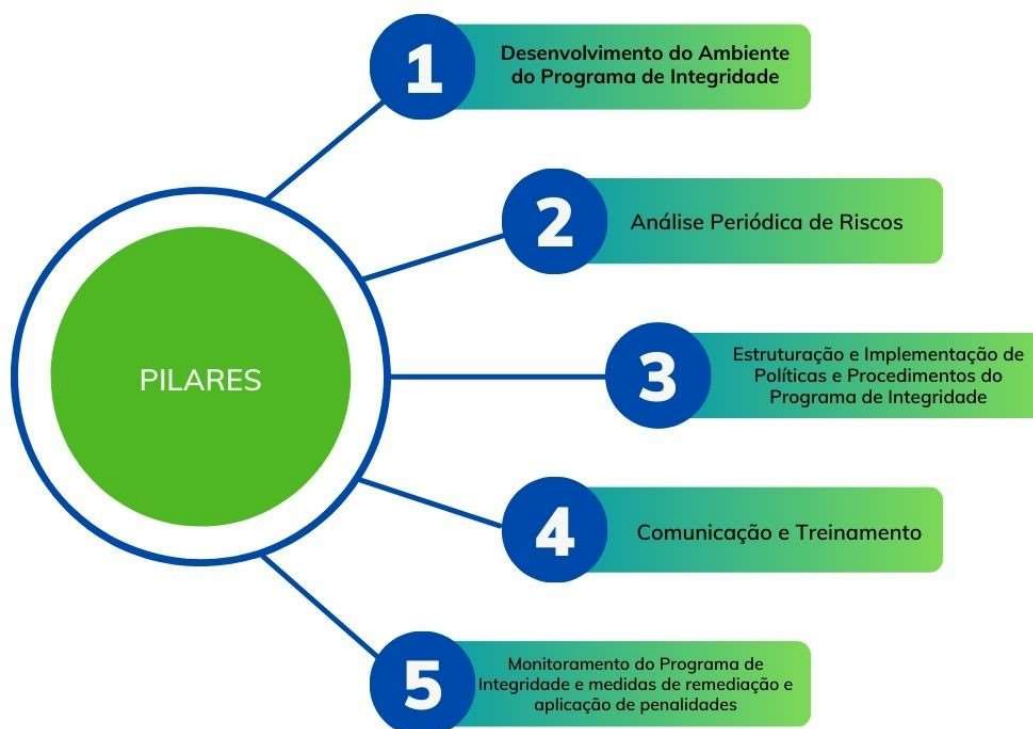 1
Desenvolvimento do Ambiente
do Programa de Integridade
2
Análise Periódica de Riscos
PILARES
3
Estruturação e Implementação de
Políticas e Procedimentos do
Programa de Integridade
4
Comunicação e Treinamento
5
Monitoramento do Programa de
Integridade e medidas de remediação e
aplicação de penalidades